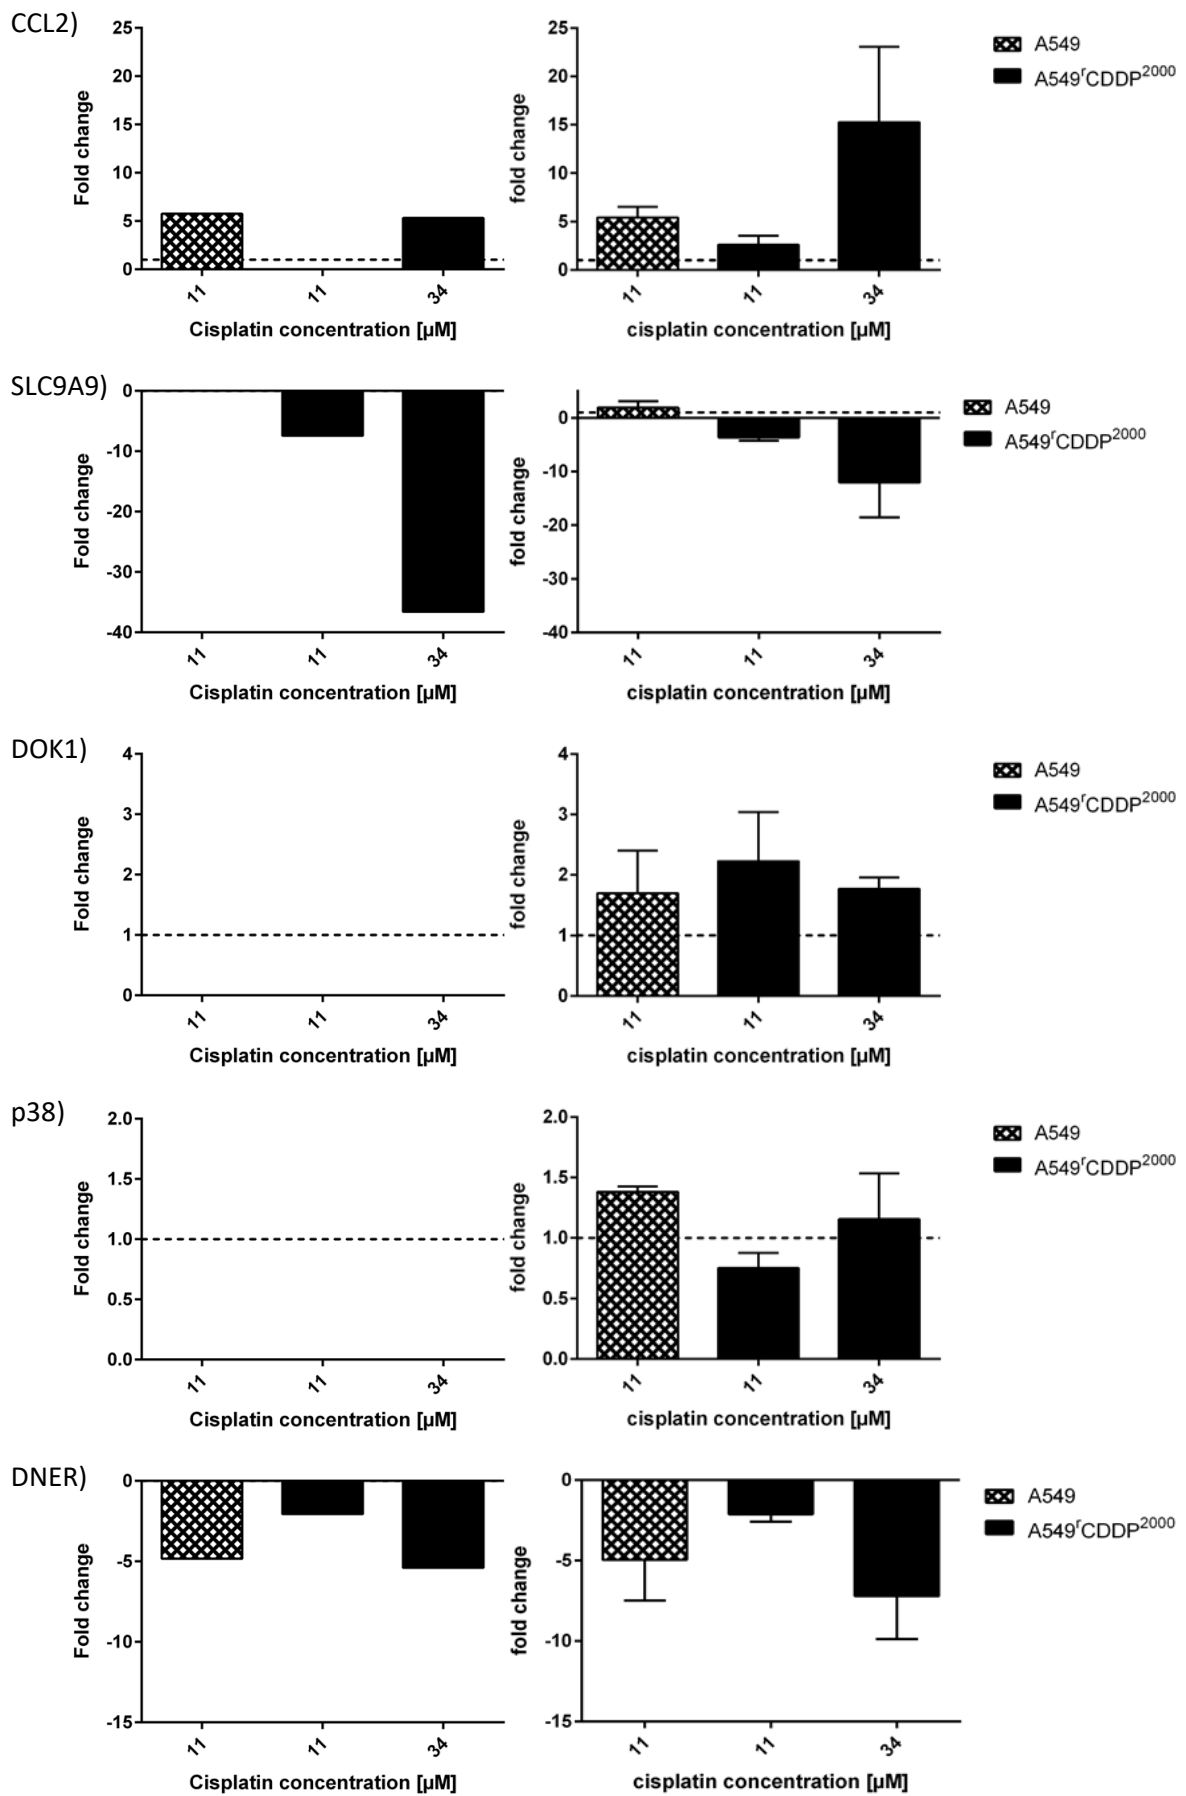 CCL2)
25
20
15
10
5
0
Fold change
11
11
34
Cisplatin concentration [µM]
25
20
15
10
5
0
fold change
11
11
34
cisplatin concentration [µM]
A549
A549rCDDP2000
SLC9A9)
0
-10
-20
-30
-40
Fold change
11
11
34
Cisplatin concentration [µM]
0
-10
-20
-30
-40
fold change
11
11
34
cisplatin concentration [µM]
A549
A549rCDDP2000
DOK1)
4
3
2
1
0
Fold change
11
11
34
Cisplatin concentration [µM]
4
3
2
1
0
fold change
11
11
34
cisplatin concentration [µM]
A549
A549rCDDP2000
p38)
2.0
1.5
1.0
0.5
0.0
Fold change
11
11
34
Cisplatin concentration [µM]
2.0
1.5
1.0
0.5
0.0
fold change
11
11
34
cisplatin concentration [µM]
A549
A549rCDDP2000
DNER)
0
-5
-10
-15
Fold change
11
11
34
Cisplatin concentration [µM]
0
-5
-10
-15
fold change
11
11
34
cisplatin concentration [µM]
A549
A549rCDDP2000